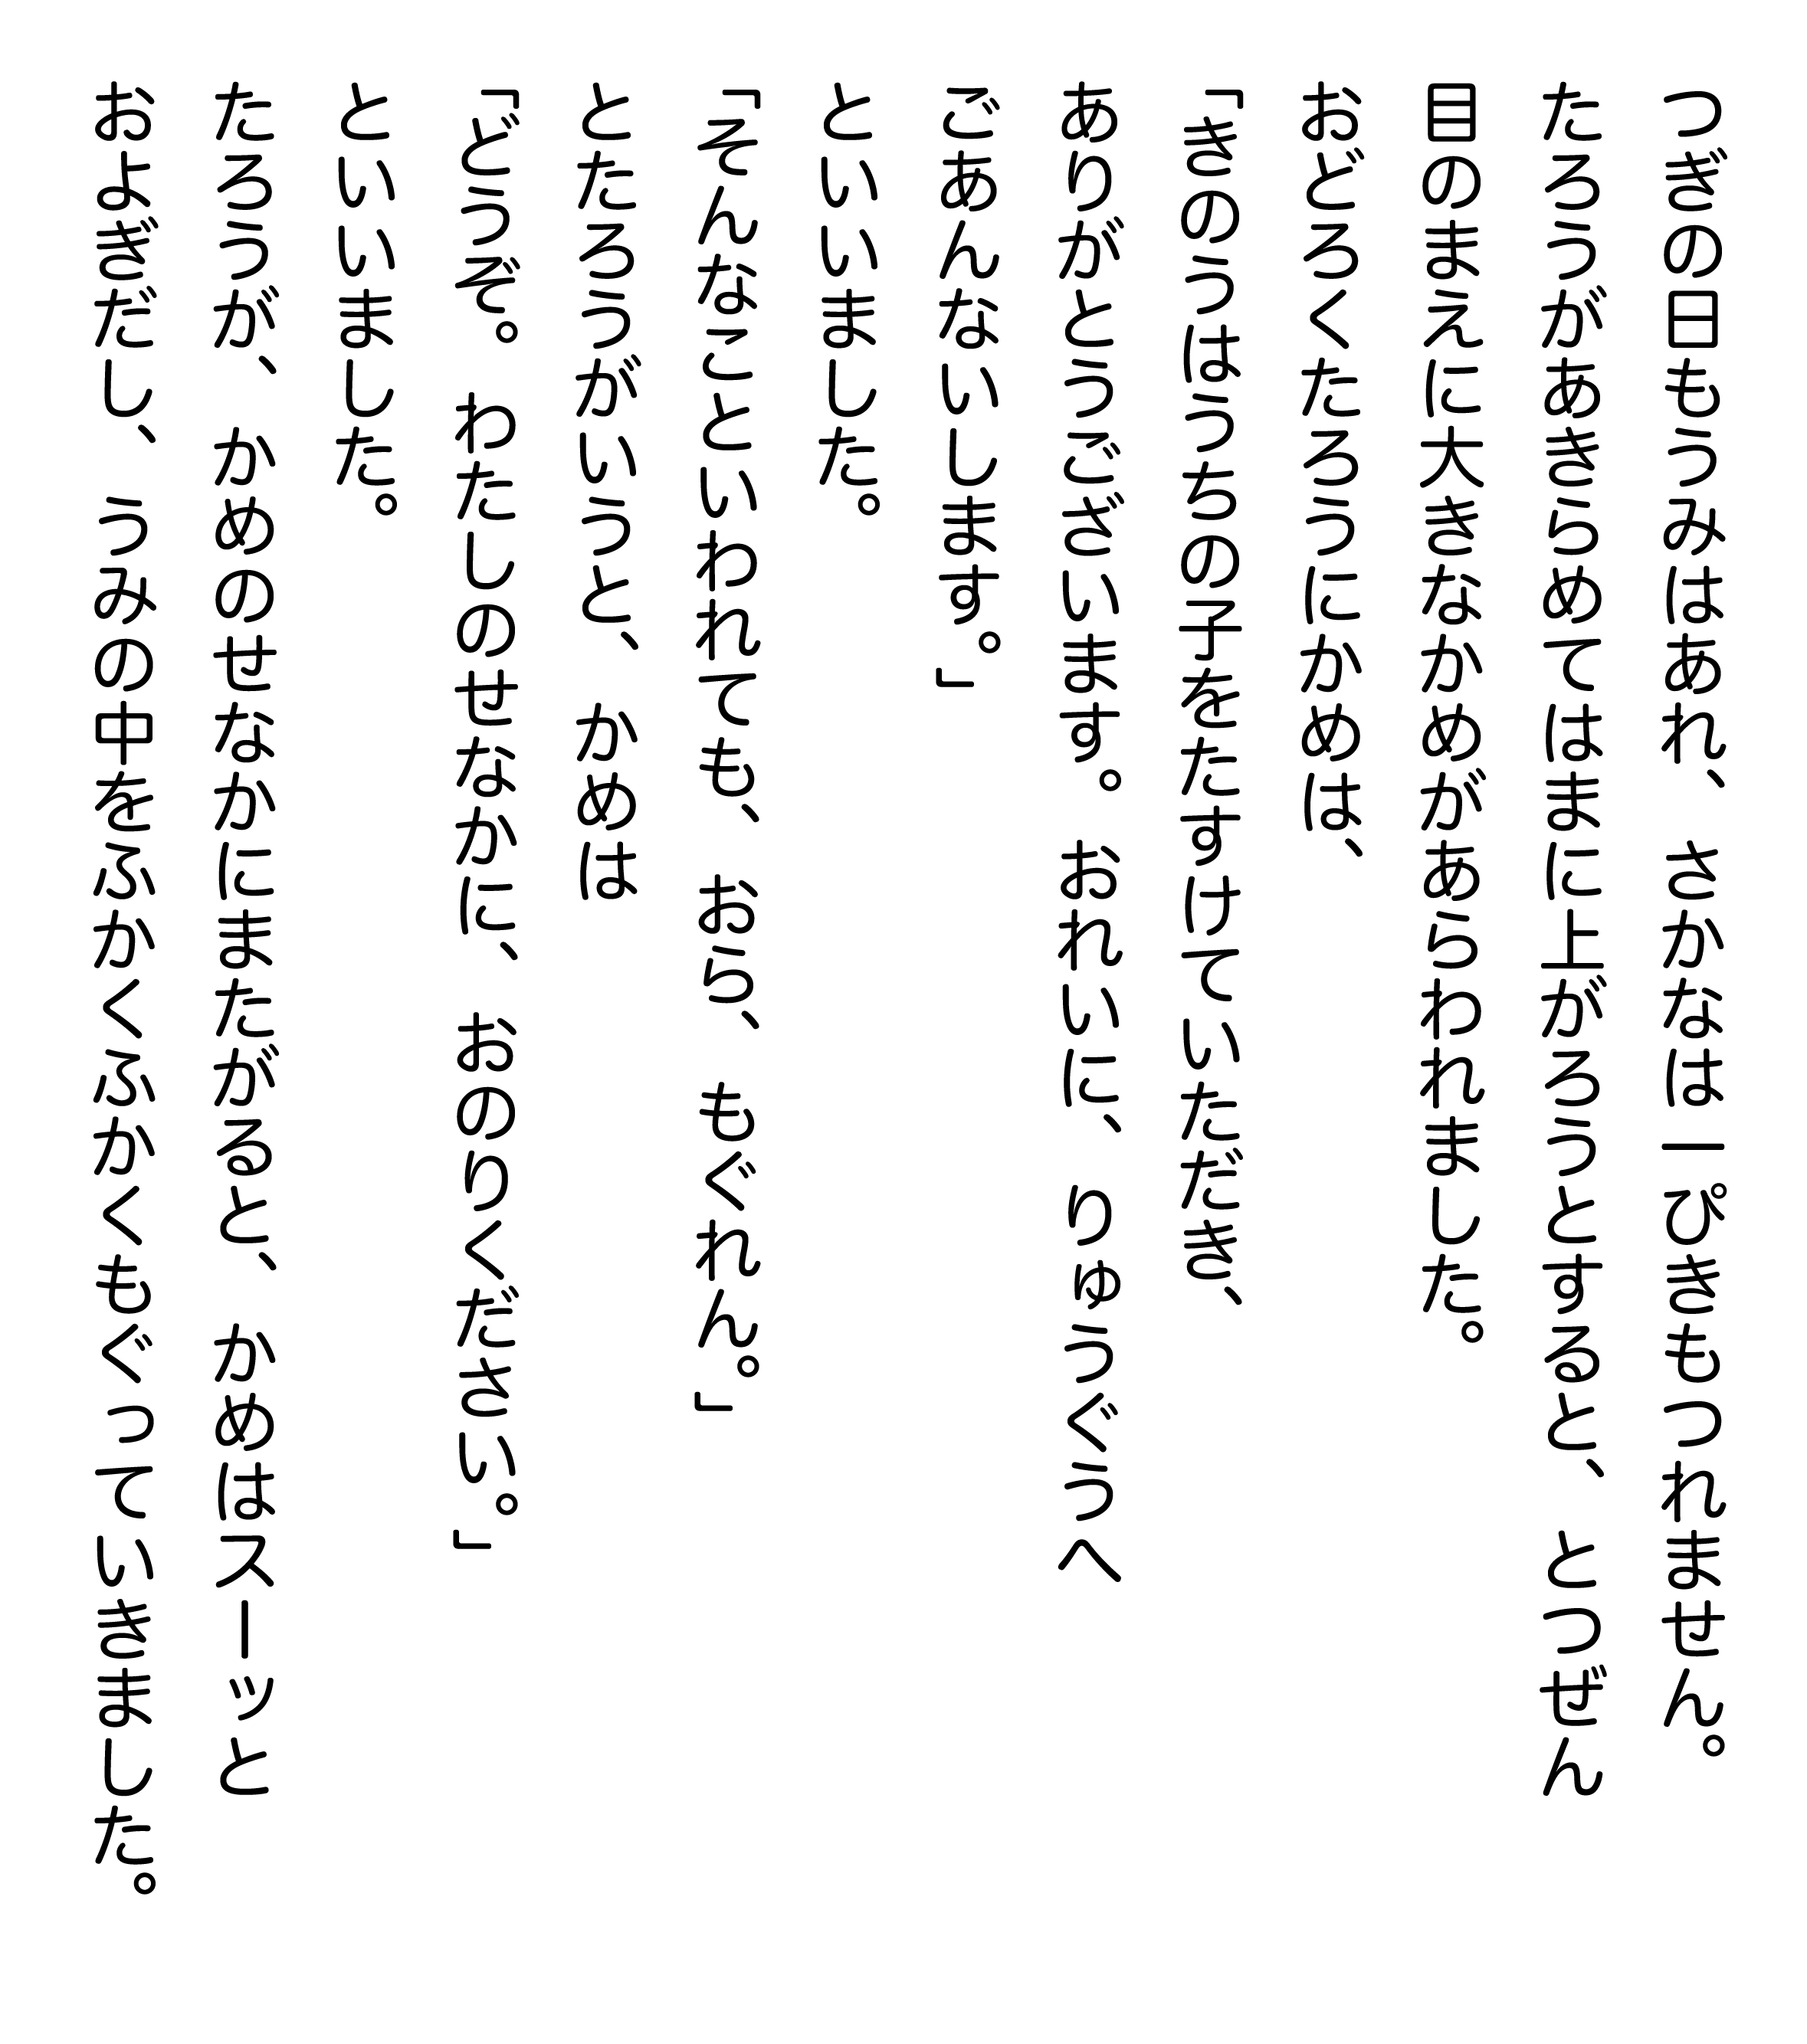 つぎの日もうみはあれ、さかなは一ぴきもつれません。
たろうがあきらめてはまに上がろうとすると、とつぜん
目のまえに大きなかめがあらわれました。
おどろくたろうにかめは、
「きのうはうちの子をたすけていただき、
ありがとうございます。おれいに、りゅうぐうへ
ごあんないします。」
といいました。
「そんなこといわれても、おら、もぐれん。」
とたろうがいうと、かめは
「どうぞ。わたしのせなかに、おのりください。」
といいました。
たろうが、かめのせなかにまたがると、かめはスーッと
およぎだし、うみの中をふかくふかくもぐっていきました。